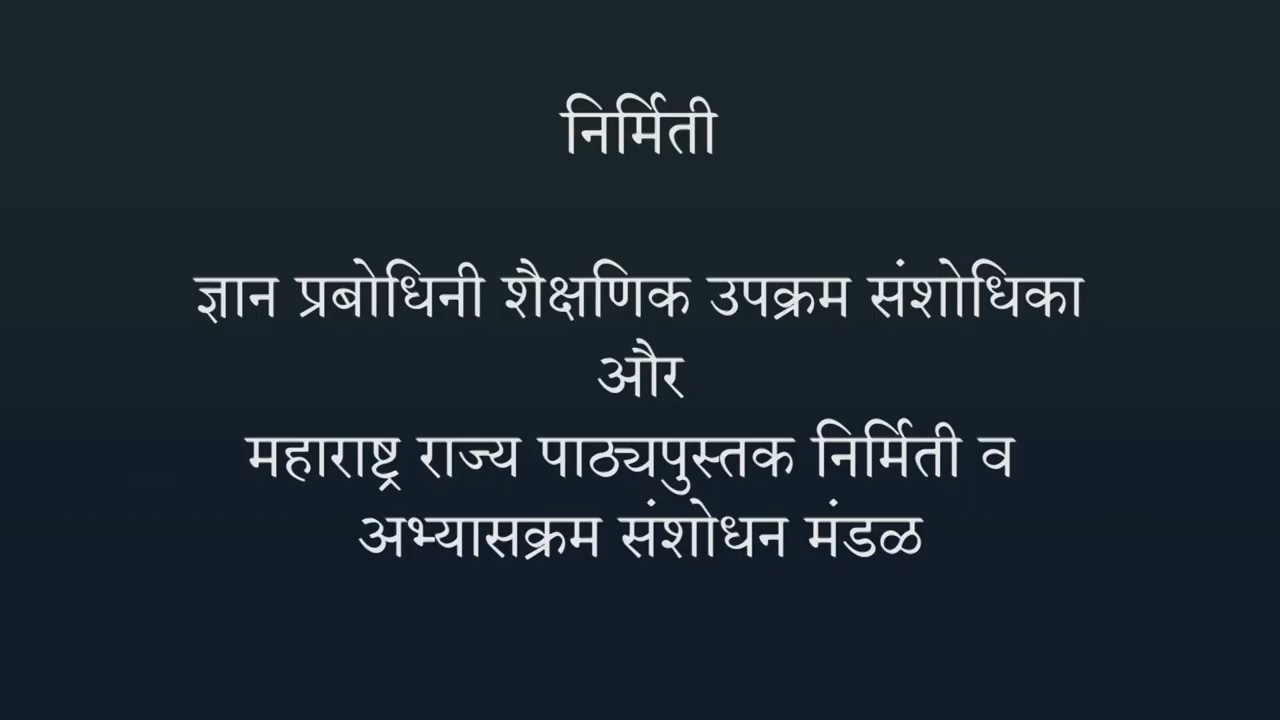 निर्मिती
ज्ञान प्रबोधिनी शैक्षणिक उपक्रम संशोधिका
और
महाराष्ट्र राज्य पाठ्यपुस्तक निर्मिती व
अभ्यासक्रम संशोधन मंडळ